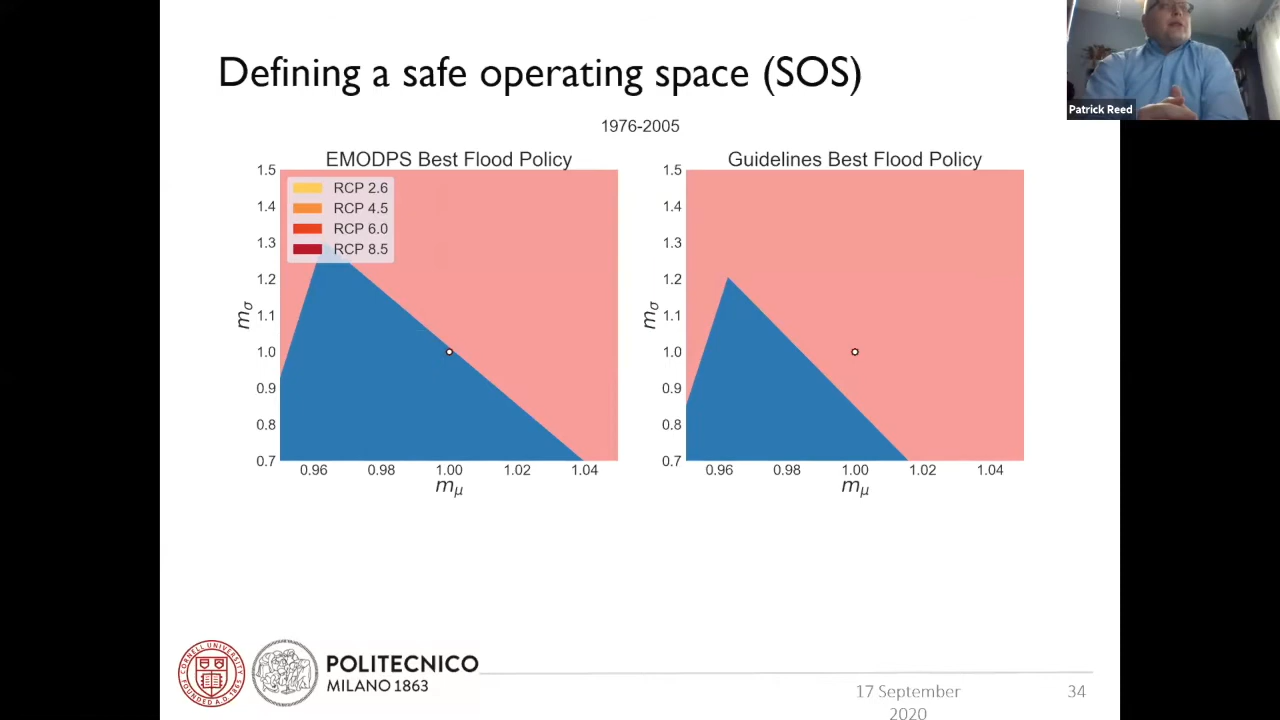 Defining a safe operating space (SOS)
Patrick Reed
1976-2005
EMODPS Best Flood Policy
1.5
1.4
1.3
1.2
1.1
1.0
0.9
0.8
0.7
mσ
RCP 2.6
RCP 4.5
RCP 6.0
RCP 8.5
0.96 0.98 1.00 1.02 1.04
mμ
Guidelines Best Flood Policy
1.5
1.4
1.3
1.2
1.1
1.0
0.9
0.8
0.7
mσ
0.96 0.98 1.00 1.02 1.04
mμ
CORNELL UNIVERSITY
FOUNDED A.D. 1865
POLITECNICO
MILANO 1863
17 September
2020
34